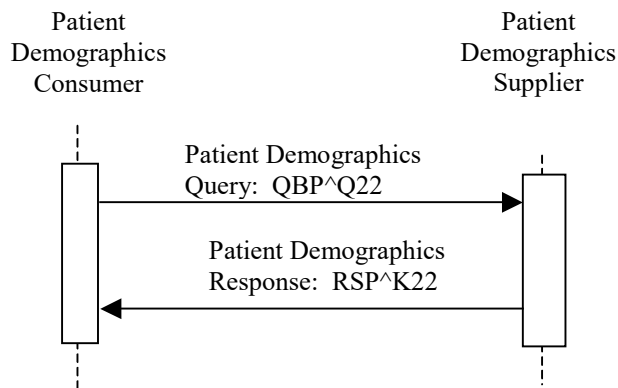 Patient
Demographics
Consumer
Patient
Demographics
Supplier
Patient Demographics
Query:  QBP^Q22
Patient Demographics
Response:  RSP^K22